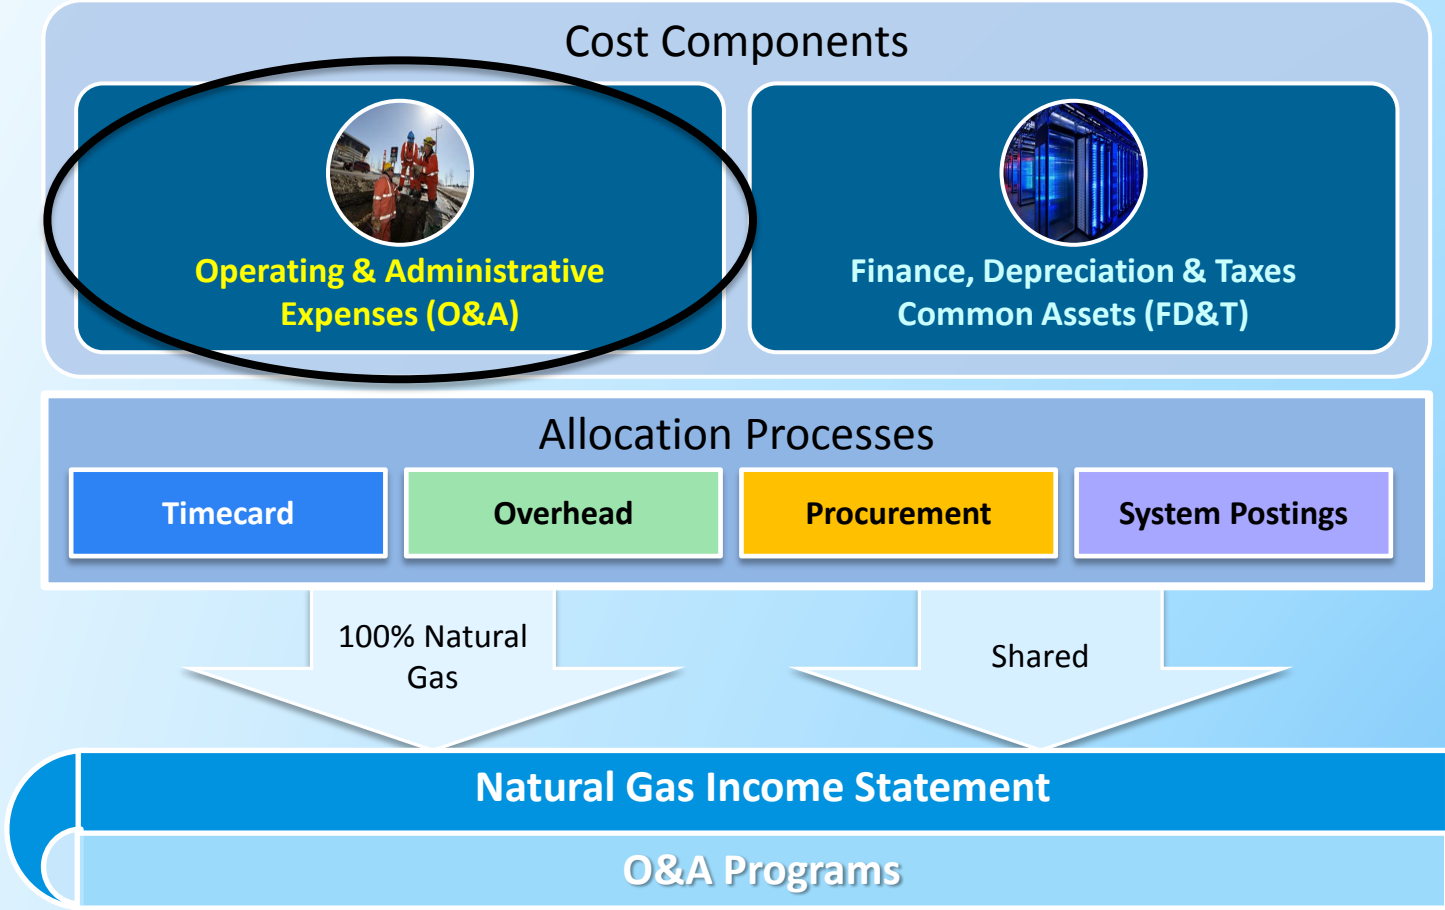 Cost Components
Operating & Administrative
Expenses (O&A)
Finance, Depreciation & Taxes
Common Assets (FD&T)
Allocation Processes
Timecard
Overhead
Procurement
System Postings
100% Natural
Gas
Shared
Natural Gas Income Statement
O&A Programs